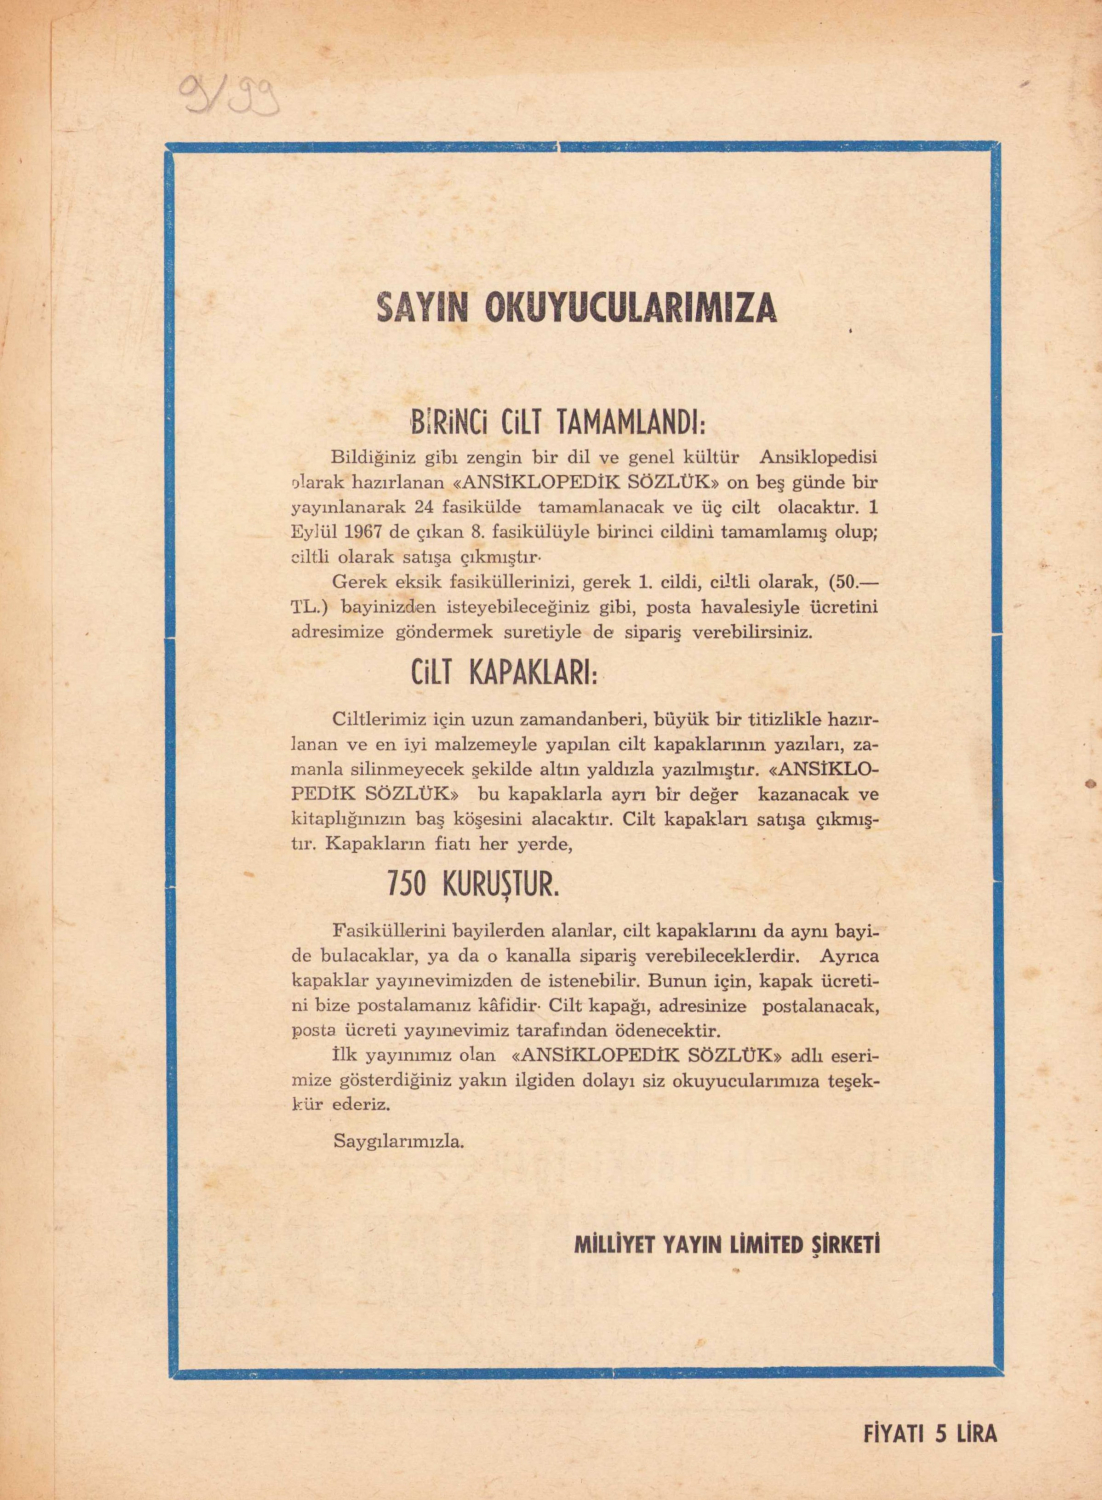 9/99
SAYIN OKUYUCULARIMIZA
BİRİNCİ CİLT TAMAMLANDI:
Bildiğiniz gibı zengin bir dil ve genel kültür Ansiklopedisi
olarak hazırlanan «ANSİKLOPEDİK SÖZLÜK» on beş günde bir
yayınlanarak 24 fasikülde tamamlanacak ve üç cilt olacaktır. 1
Eylül 1967 de çıkan 8. fasikülüyle birinci cildini tamamlamış olup;
ciltli olarak satışa çıkmıştır.
Gerek eksik fasiküllerinizi, gerek 1. cildi, ciltli olarak, (50.—
TL.) bayinizden isteyebileceğiniz gibi, posta havalesiyle ücretini
adresimize göndermek suretiyle de sipariş verebilirsiniz.
CİLT KAPAKLARI:
Ciltlerimiz için uzun zamandanberi, büyük bir titizlikle hazır-
lanan ve en iyi malzemeyle yapılan cilt kapaklarının yazıları, za-
manla silinmeyecek şekilde altın yaldızla yazılmıştır. «ANSİKLO-
PEDİK SÖZLÜK» bu kapaklarla ayrı bir değer kazanacak ve
kitaplığınızın baş köşesini alacaktır. Cilt kapakları satışa çıkmış-
tır. Kapakların fiatı her yerde,
750 KURUŞTUR.
Fasiküllerini bayilerden alanlar, cilt kapaklarını da aynı bayi-
de bulacaklar, ya da o kanalla sipariş verebileceklerdir. Ayrıca
kapaklar yayınevimizden de istenebilir. Bunun için, kapak ücreti-
ni bize postalamanız kâfidir. Cilt kapağı, adresinize postalanacak,
posta ücreti yayınevimiz tarafından ödenecektir.
İlk yayınımız olan «ANSİKLOPEDİK SÖZLÜK» adlı eseri-
mize gösterdiğiniz yakın ilgiden dolayı siz okuyucularımıza teşek-
kür ederiz.
Saygılarımızla.
MİLLİYET YAYIN LİMİTED ŞİRKETİ
FİYATI 5 LİRA